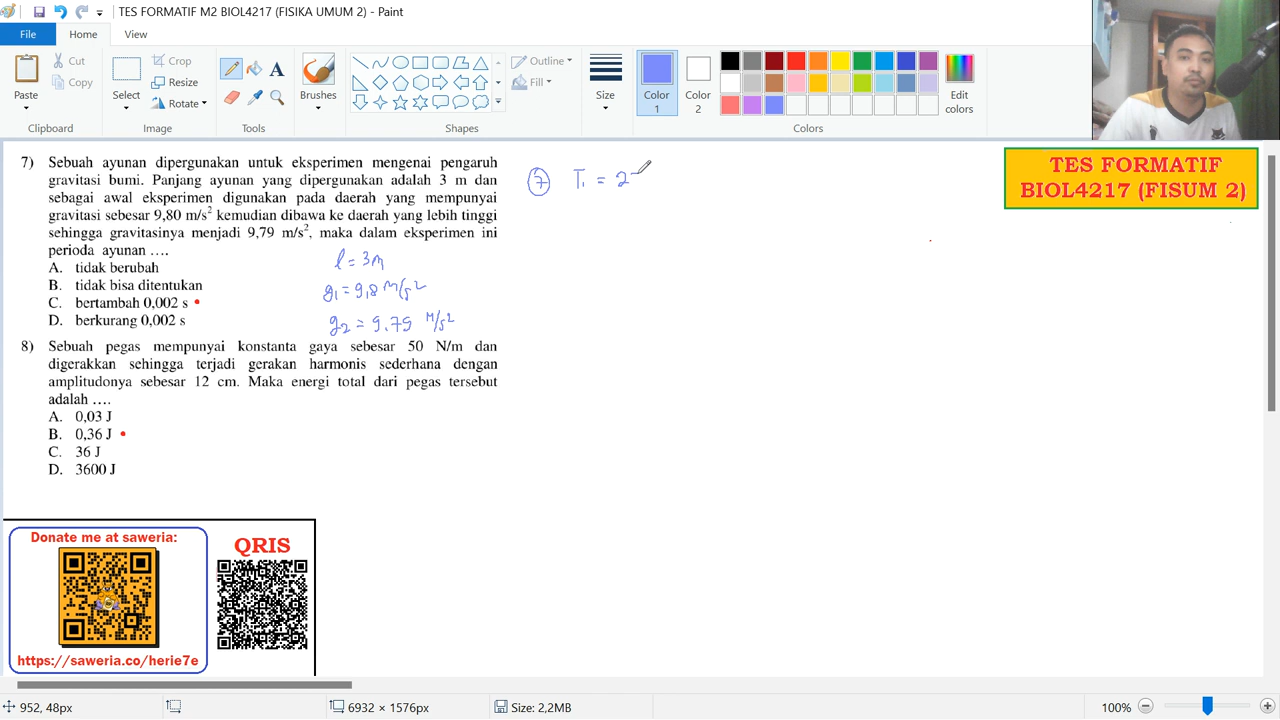 TES FORMATIF M2 BIOL4217 (FISIKA UMUM 2) - Paint
File
Home
View
Paste
Cut
Copy
Clipboard
Select
Crop
Resize
Rotate
Image
Tools
Brushes
Shapes
Outline
Fill
Size
Color 1
Color 2
Edit colors
Colors
7) Sebuah ayunan dipergunakan untuk eksperimen mengenai pengaruh
gravitasi bumi. Panjang ayunan yang dipergunakan adalah 3 m dan
sebagai awal eksperimen digunakan pada daerah yang mempunyai
gravitasi sebesar 9,80 m/s² kemudian dibawa ke daerah yang lebih tinggi
sehingga gravitasinya menjadi 9,79 m/s², maka dalam eksperimen ini
perioda ayunan ….
A. tidak berubah
B. tidak bisa ditentukan
C. bertambah 0,002 s
D. berkurang 0,002 s
l = 3m
g₁ = 9,8 m/s²
g₂ = 9.79 m/s²
8) Sebuah pegas mempunyai konstanta gaya sebesar 50 N/m dan
digerakkan sehingga terjadi gerakan harmonis sederhana dengan
amplitudonya sebesar 12 cm. Maka energi total dari pegas tersebut
adalah ….
A. 0,03 J
B. 0,36 J
C. 36 J
D. 3600 J
7 T₁ = 2
TES FORMATIF
BIOL4217 (FISUM 2)
Donate me at saweria:
https://saweria.co/herie7e
QRIS
952, 48px
6932 × 1576px
Size: 2,2MB
100%